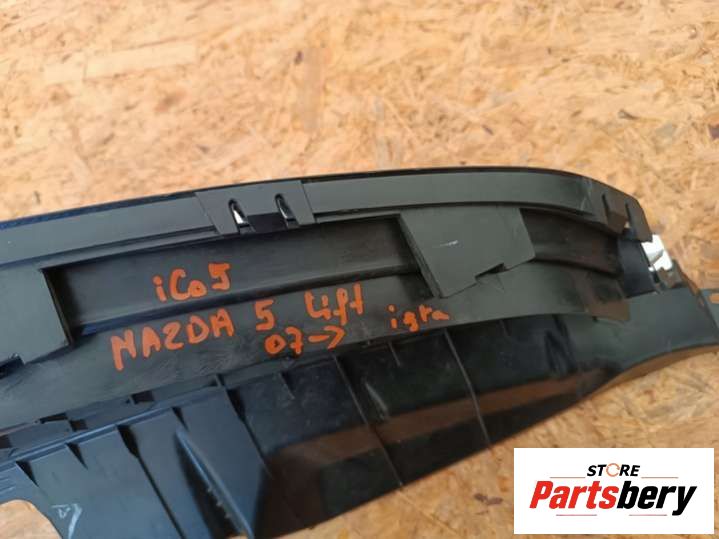 iCo5
MAZDA 5 Lift
07-> igła
STORE
Partsbery